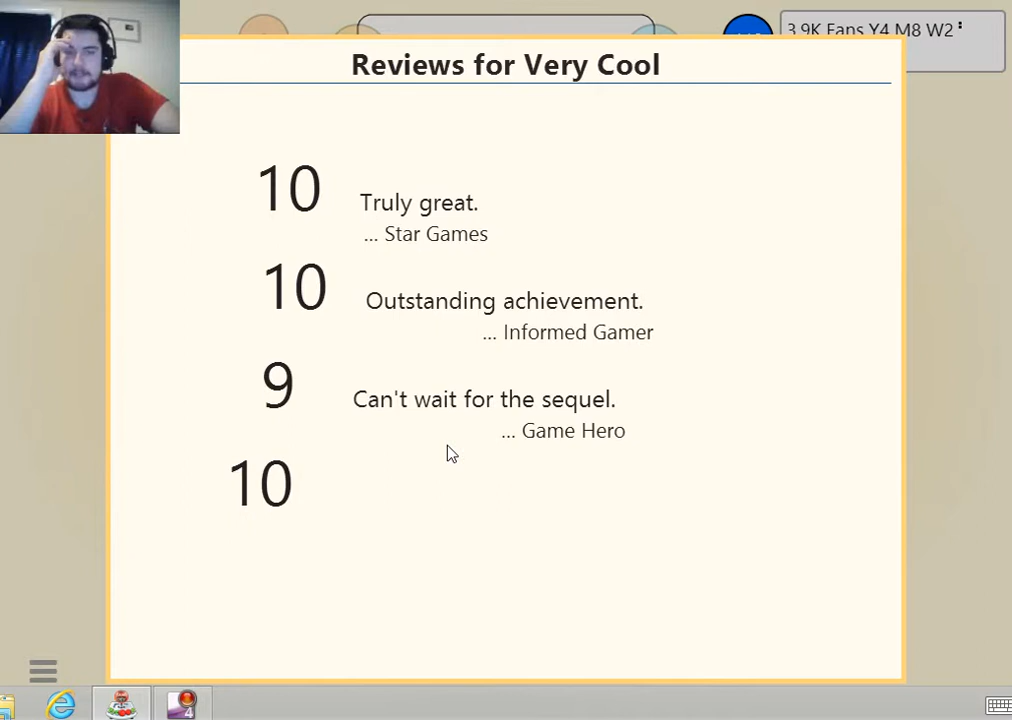 3.9K Fans Y4 M8 W2
Reviews for Very Cool
10 Truly great.
... Star Games
10 Outstanding achievement.
... Informed Gamer
9 Can't wait for the sequel.
... Game Hero
10
4